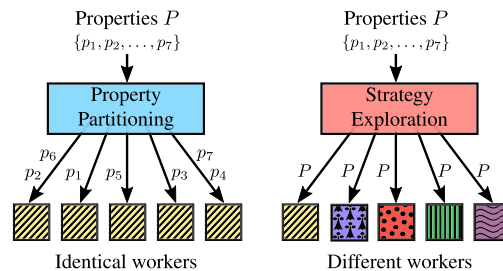 Properties P
{p1, p2, . . . , p7}
Property
Partitioning
p6
p2
p1
p5
p3
p7
p4
Identical workers
Properties P
{p1, p2, . . . , p7}
Strategy
Exploration
P
P
P
P
P
Different workers